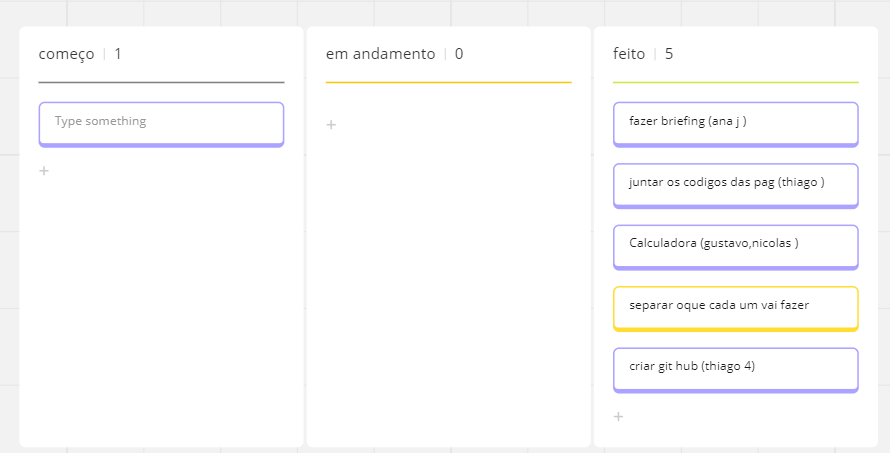 começo | 1
Type something
+
em andamento | 0
+
feito | 5
fazer briefing (ana j )
juntar os codigos das pag (thiago )
Calculadora (gustavo,nicolas )
separar oque cada um vai fazer
criar git hub (thiago 4)
+